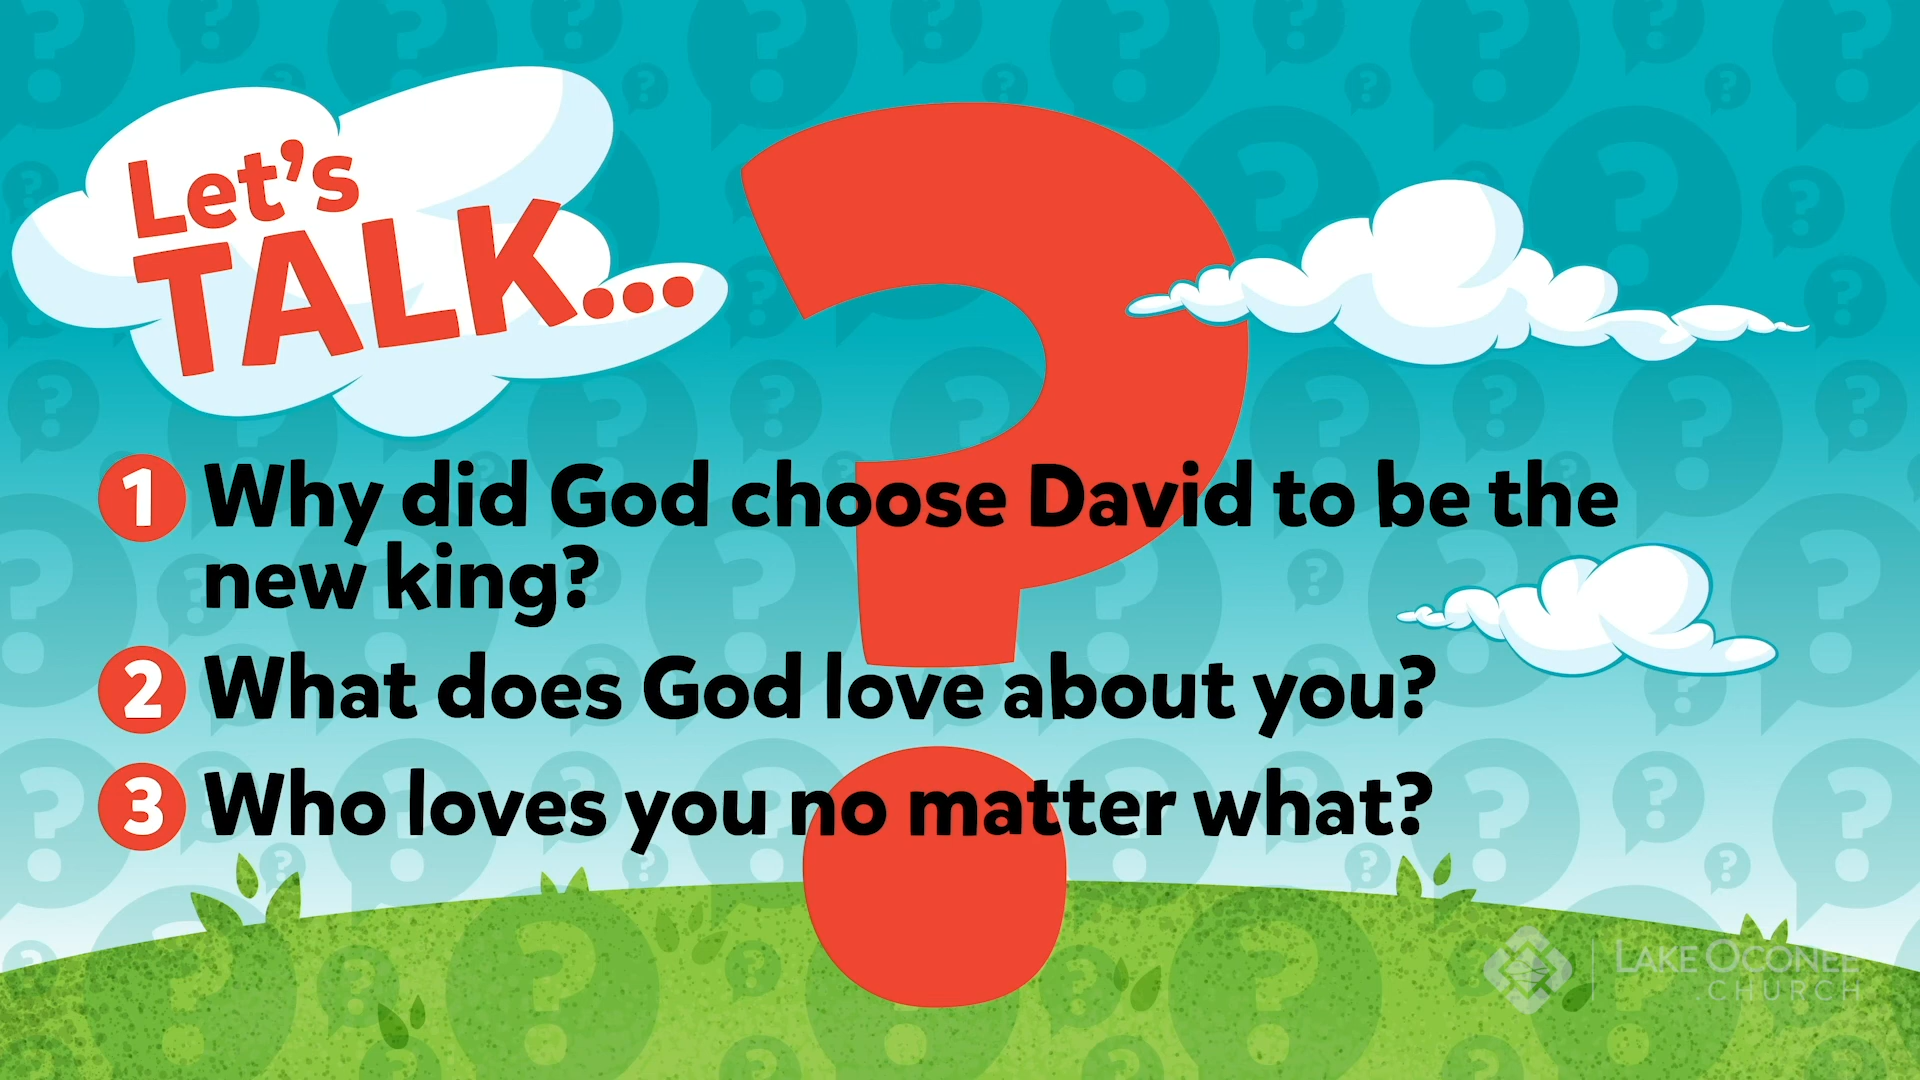 Let's
TALK...
1 Why did God choose David to be the
new king?
2 What does God love about you?
3 Who loves you no matter what?
LAKE OCONEE
.CHURCH